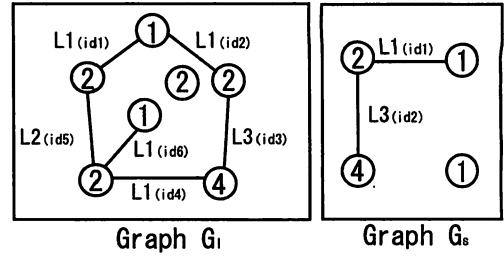 1
L1(id1) L1(id2)
2 2 2
1
L2(id5) L1(id6) L3(id3)
2 4
L1(id4)
Graph Gl
L1(id1)
2 1
L3(id2)
4 1
Graph Gs